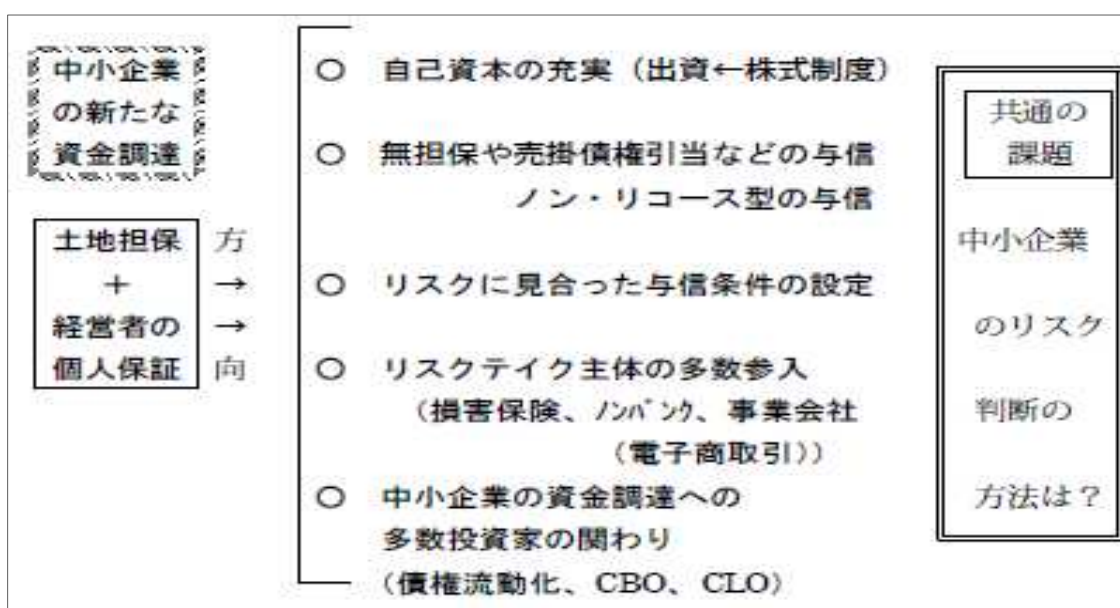 中小企業
の新たな
資金調達
土地担保
＋
経営者の
個人保証
方
→
→
向
○ 自己資本の充実（出資←株式制度）
○ 無担保や売掛債権引当などの与信
ノン・リコース型の与信
○ リスクに見合った与信条件の設定
○ リスクテイク主体の多数参入
（損害保険、ﾉﾝﾊﾞﾝｸ、事業会社
（電子商取引））
○ 中小企業の資金調達への
多数投資家の関わり
（債権流動化、CBO、CLO）
共通の
課題
中小企業
のリスク
判断の
方法は？